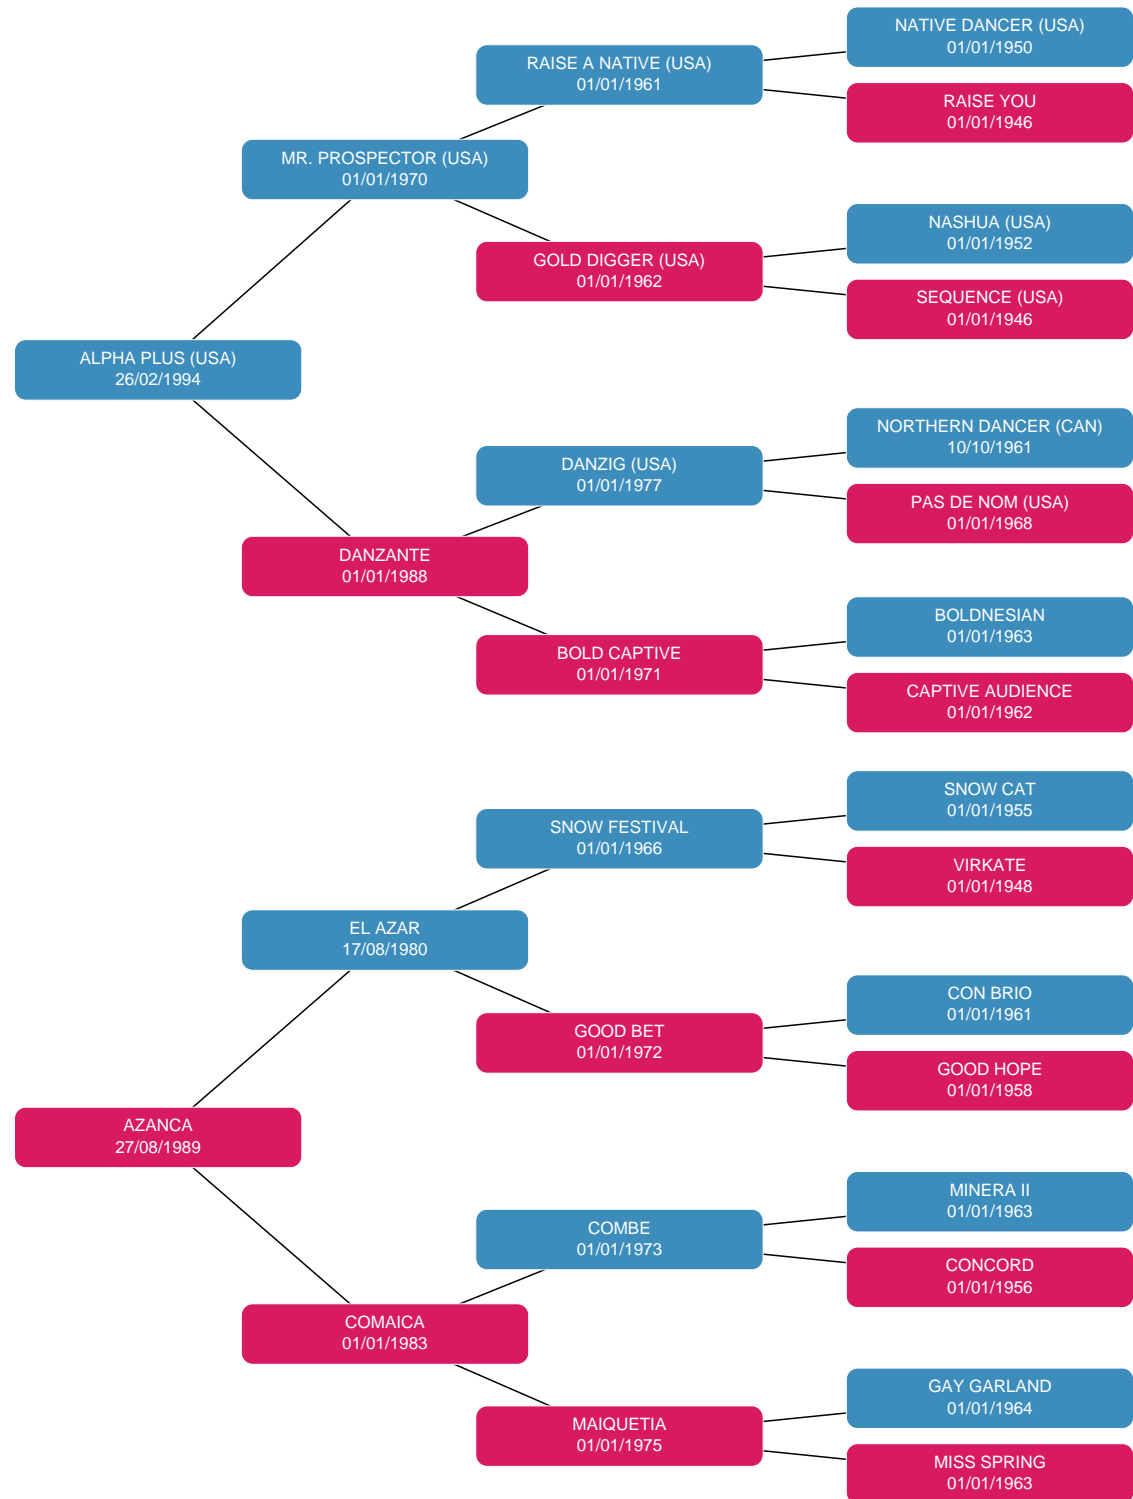 NATIVE DANCER (USA)
01/01/1950
RAISE A NATIVE (USA)
01/01/1961
RAISE YOU
01/01/1946
MR. PROSPECTOR (USA)
01/01/1970
NASHUA (USA)
01/01/1952
GOLD DIGGER (USA)
01/01/1962
SEQUENCE (USA)
01/01/1946
ALPHA PLUS (USA)
26/02/1994
NORTHERN DANCER (CAN)
10/10/1961
DANZIG (USA)
01/01/1977
PAS DE NOM (USA)
01/01/1968
DANZANTE
01/01/1988
BOLDNESIAN
01/01/1963
BOLD CAPTIVE
01/01/1971
CAPTIVE AUDIENCE
01/01/1962
SNOW CAT
01/01/1955
SNOW FESTIVAL
01/01/1966
VIRKATE
01/01/1948
EL AZAR
17/08/1980
CON BRIO
01/01/1961
GOOD BET
01/01/1972
GOOD HOPE
01/01/1958
AZANCA
27/08/1989
MINERA II
01/01/1963
COMBE
01/01/1973
CONCORD
01/01/1956
COMAICA
01/01/1983
GAY GARLAND
01/01/1964
MAIQUETIA
01/01/1975
MISS SPRING
01/01/1963